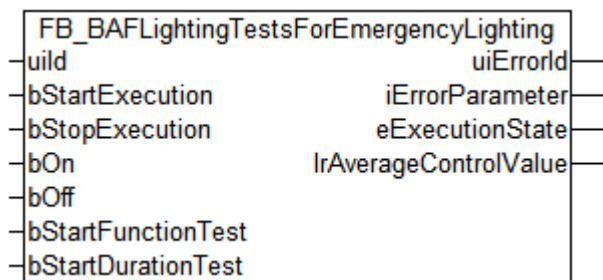 FB_BAFLightingTestsForEmergencyLighting
uiId uiErrorId
bStartExecution iErrorParameter
bStopExecution eExecutionState
bOn lrAverageControlValue
bOff
bStartFunctionTest
bStartDurationTest